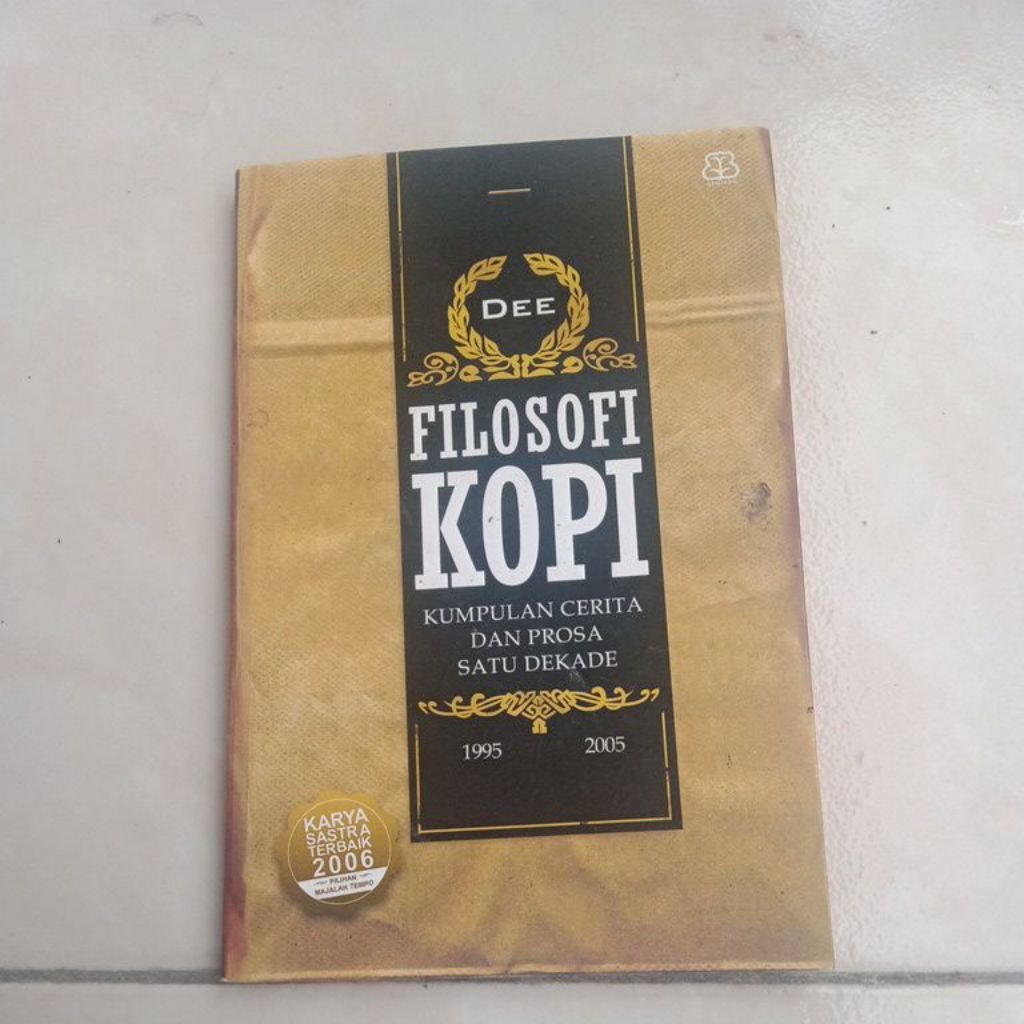 DEE
FILOSOFI
KOPI
KUMPULAN CERITA
DAN PROSA
SATU DEKADE
1995 2005
KARYA
SASTRA
TERBAIK
2006
PILIHAN
MAJALAH TEMPO